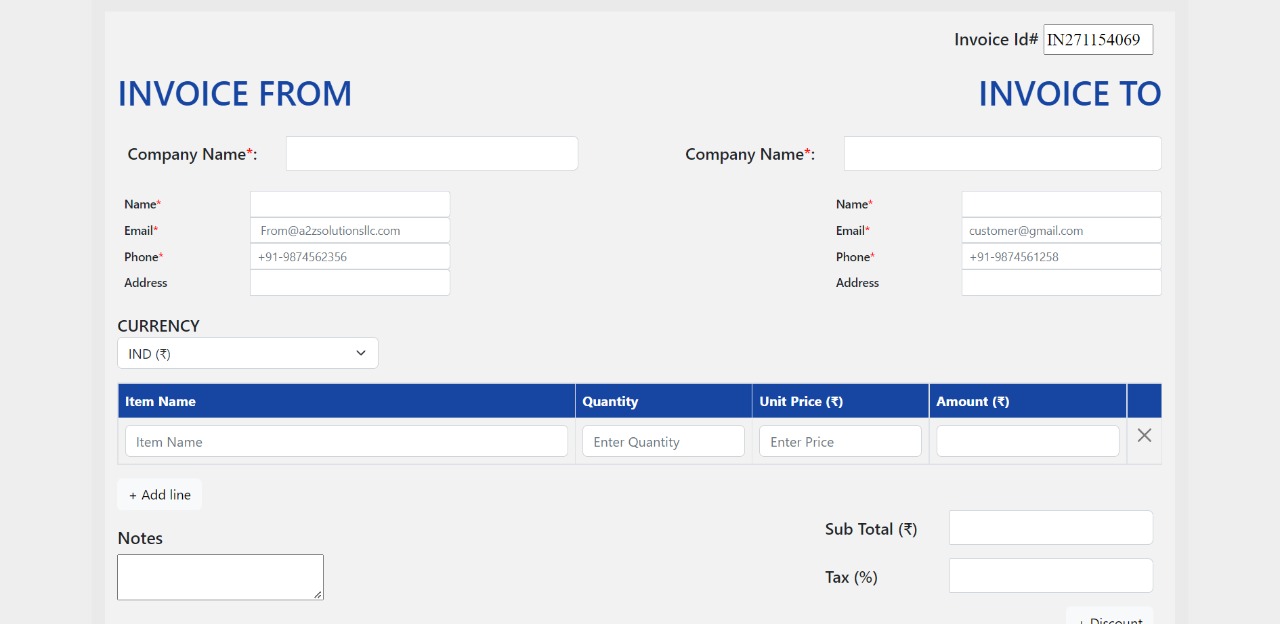 Invoice Id# IN271154069
INVOICE FROM INVOICE TO
Company Name*: Company Name*:
Name* Name*
Email* From@a2zsolutionsllc.com Email* customer@gmail.com
Phone* +91-9874562356 Phone* +91-9874561258
Address Address
CURRENCY
IND (₹)
Item Name Quantity Unit Price (₹) Amount (₹)
Item Name Enter Quantity Enter Price
+ Add line
Sub Total (₹)
Notes
Tax (%)
+ Discount